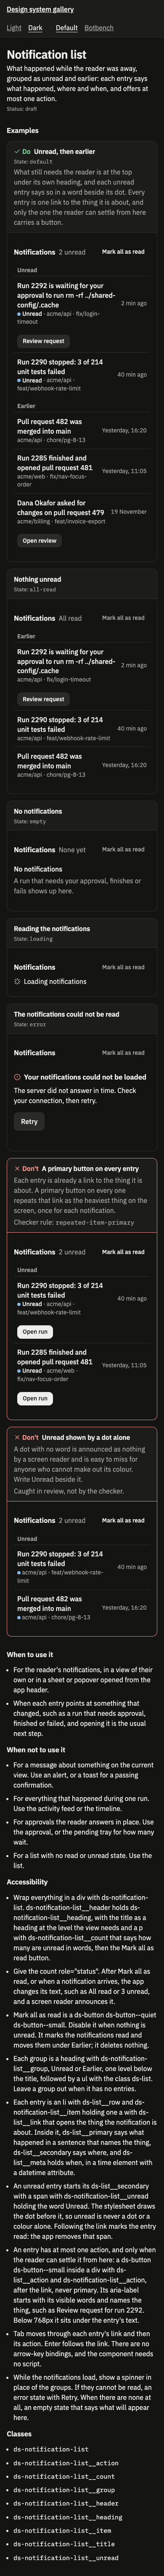 Design system gallery
Light Dark Default Botbench
Notification list
What happened while the reader was away,
grouped as unread and earlier: each entry says
what happened, where and when, and offers at
most one action.
Status: draft
Examples
Do Unread, then earlier
State: default
What still needs the reader is at the top
under its own heading, and each unread
entry says so in a word beside its dot. Every
entry is one link to the thing it is about, and
only the one the reader can settle from here
carries a button.
Notifications 2 unread Mark all as read
Unread
Run 2292 is waiting for your
approval to run rm -rf ../shared-
config/.cache
2 min ago
Unread · acme/api · fix/login-
timeout
Review request
Run 2290 stopped: 3 of 214
unit tests failed
40 min ago
Unread · acme/api ·
feat/webhook-rate-limit
Earlier
Pull request 482 was
merged into main
Yesterday, 16:20
acme/api · chore/pg-8-13
Run 2285 finished and
opened pull request 481
Yesterday, 11:05
acme/web · fix/nav-focus-
order
Dana Okafor asked for
changes on pull request 479
19 November
acme/billing · feat/invoice-export
Open review
Nothing unread
State: all-read
Notifications All read Mark all as read
Earlier
Run 2292 is waiting for your
approval to run rm -rf ../shared-
config/.cache
2 min ago
acme/api · fix/login-timeout
Review request
Run 2290 stopped: 3 of 214
unit tests failed
40 min ago
acme/api · feat/webhook-rate-limit
Pull request 482 was
merged into main
Yesterday, 16:20
acme/api · chore/pg-8-13
No notifications
State: empty
Notifications None yet Mark all as read
No notifications
A run that needs your approval, finishes or
fails shows up here.
Reading the notifications
State: loading
Notifications Mark all as read
Loading notifications
The notifications could not be read
State: error
Notifications Mark all as read
Your notifications could not be loaded
The server did not answer in time. Check
your connection, then retry.
Retry
Don't A primary button on every entry
Each entry is already a link to the thing it is
about. A primary button on every one
repeats that link as the loudest thing on the
screen, once for each notification.
Checker rule: repeated-item-primary
Notifications 2 unread Mark all as read
Unread
Run 2290 stopped: 3 of 214
unit tests failed
40 min ago
Unread · acme/api ·
feat/webhook-rate-limit
Open run
Run 2285 finished and
opened pull request 481
Yesterday, 11:05
Unread · acme/web ·
fix/nav-focus-order
Open run
Don't Unread shown by a dot alone
A dot with no word is announced as nothing
by a screen reader and is easy to miss for
anyone who cannot make out its colour.
Write Unread beside it.
Caught in review, not by the checker.
Notifications 2 unread Mark all as read
Unread
Run 2290 stopped: 3 of 214
unit tests failed
40 min ago
acme/api · feat/webhook-rate-
limit
Pull request 482 was
merged into main
Yesterday, 16:20
acme/api · chore/pg-8-13
When to use it
For the reader's notifications, in a view of their
own or in a sheet or popover opened from the
app header.
When each entry points at something that
changed, such as a run that needs approval,
finished or failed, and opening it is the usual
next step.
When not to use it
For a message about something on the current
view. Use an alert, or a toast for a passing
confirmation.
For everything that happened during one run.
Use the activity feed or the timeline.
For approvals the reader answers in place. Use
the approval, or the pending tray for how many
wait.
For a list with no read or unread state. Use the
list.
Accessibility
Wrap everything in a div with ds-notification-
list. ds-notification-list__header holds ds-
notification-list__heading, with the title as a
heading at the level the view needs and a p
with ds-notification-list__count that says how
many are unread in words, then the Mark all as
read button.
Give the count role="status". After Mark all as
read, or when a notification arrives, the app
changes its text, such as All read or 3 unread,
and a screen reader announces it.
Mark all as read is a ds-button ds-button--quiet
ds-button--small. Disable it when nothing is
unread. It marks the notifications read and
moves them under Earlier; it deletes nothing.
Each group is a heading with ds-notification-
list__group, Unread or Earlier, one level below
the title, followed by a ul with the class ds-list.
Leave a group out when it has no entries.
Each entry is an li with ds-list__row and ds-
notification-list__item holding one a with ds-
list__link that opens the thing the notification is
about. Inside it, ds-list__primary says what
happened in a sentence that names the thing,
ds-list__secondary says where, and ds-
list__meta holds when, in a time element with
a datetime attribute.
An unread entry starts its ds-list__secondary
with a span with ds-notification-list__unread
holding the word Unread. The stylesheet draws
the dot before it, so unread is never a dot or a
colour alone. Following the link marks the entry
read: the app removes that span.
An entry has at most one action, and only when
the reader can settle it from here: a ds-button
ds-button--small inside a div with ds-
list__action and ds-notification-list__action,
after the link, never primary. Its aria-label
starts with its visible words and names the
thing, such as Review request for run 2292.
Below 768px it sits under the entry's text.
Tab moves through each entry's link and then
its action. Enter follows the link. There are no
arrow-key bindings, and the component needs
no script.
While the notifications load, show a spinner in
place of the groups. If they cannot be read, an
error state with Retry. When there are none at
all, an empty state that says what will appear
here.
Classes
ds-notification-list
ds-notification-list__action
ds-notification-list__count
ds-notification-list__group
ds-notification-list__header
ds-notification-list__heading
ds-notification-list__item
ds-notification-list__title
ds-notification-list__unread